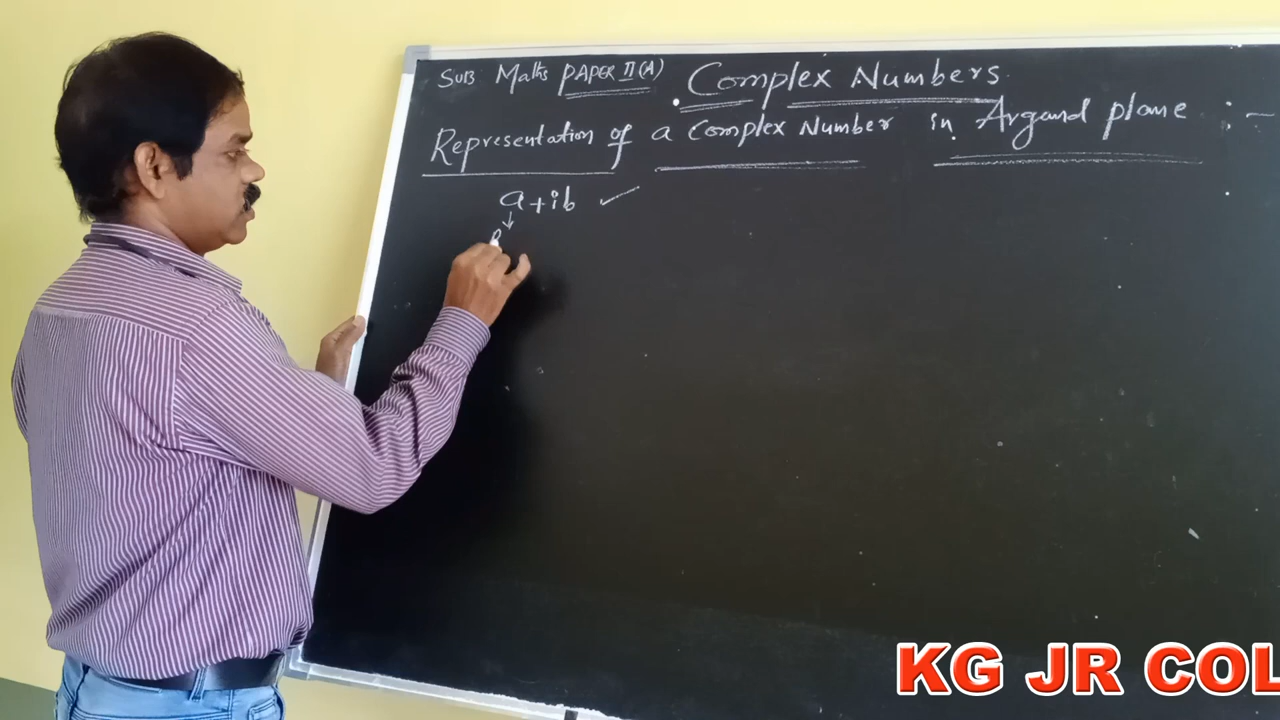 SUB Maths PAPER II(A) Complex Numbers
Representation of a Complex Number in Argand plane :-
a+ib ✓
↓
KG JR COL